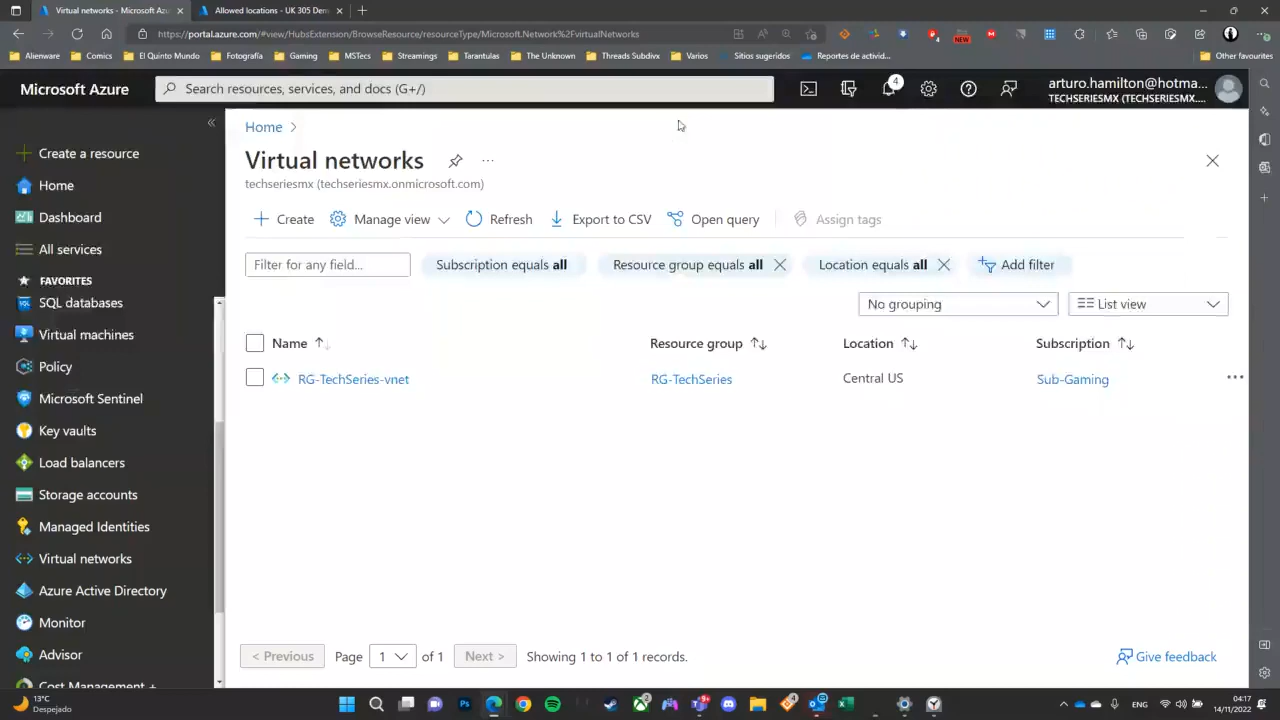 Virtual networks - Microsoft Azu
Allowed locations - UK 305 Dem
https://portal.azure.com/#view/HubsExtension/BrowseResource/resourceType/Microsoft.Network%2FvirtualNetworks
Alienware
Comics
El Quinto Mundo
Fotografía
Gaming
MSTecs
Streamings
Tarantulas
The Unknown
Threads Subdivx
Varios
Sitios sugeridos
Reportes de activid...
Other favourites
Microsoft Azure
Search resources, services, and docs (G+/)
4
arturo.hamilton@hotma...
TECHSERIESMX (TECHSERIESMX....
Create a resource
Home
Dashboard
All services
FAVORITES
SQL databases
Virtual machines
Policy
Microsoft Sentinel
Key vaults
Load balancers
Storage accounts
Managed Identities
Virtual networks
Azure Active Directory
Monitor
Advisor
Cost Management +
Home
Virtual networks
techseriesmx (techseriesmx.onmicrosoft.com)
Create
Manage view
Refresh
Export to CSV
Open query
Assign tags
Filter for any field...
Subscription equals all
Resource group equals all
Location equals all
Add filter
No grouping
List view
Name
Resource group
Location
Subscription
RG-TechSeries-vnet
RG-TechSeries
Central US
Sub-Gaming
< Previous
Page
1
of 1
Next >
Showing 1 to 1 of 1 records.
Give feedback
13°C
Despejado
ENG
04:17
14/11/2022